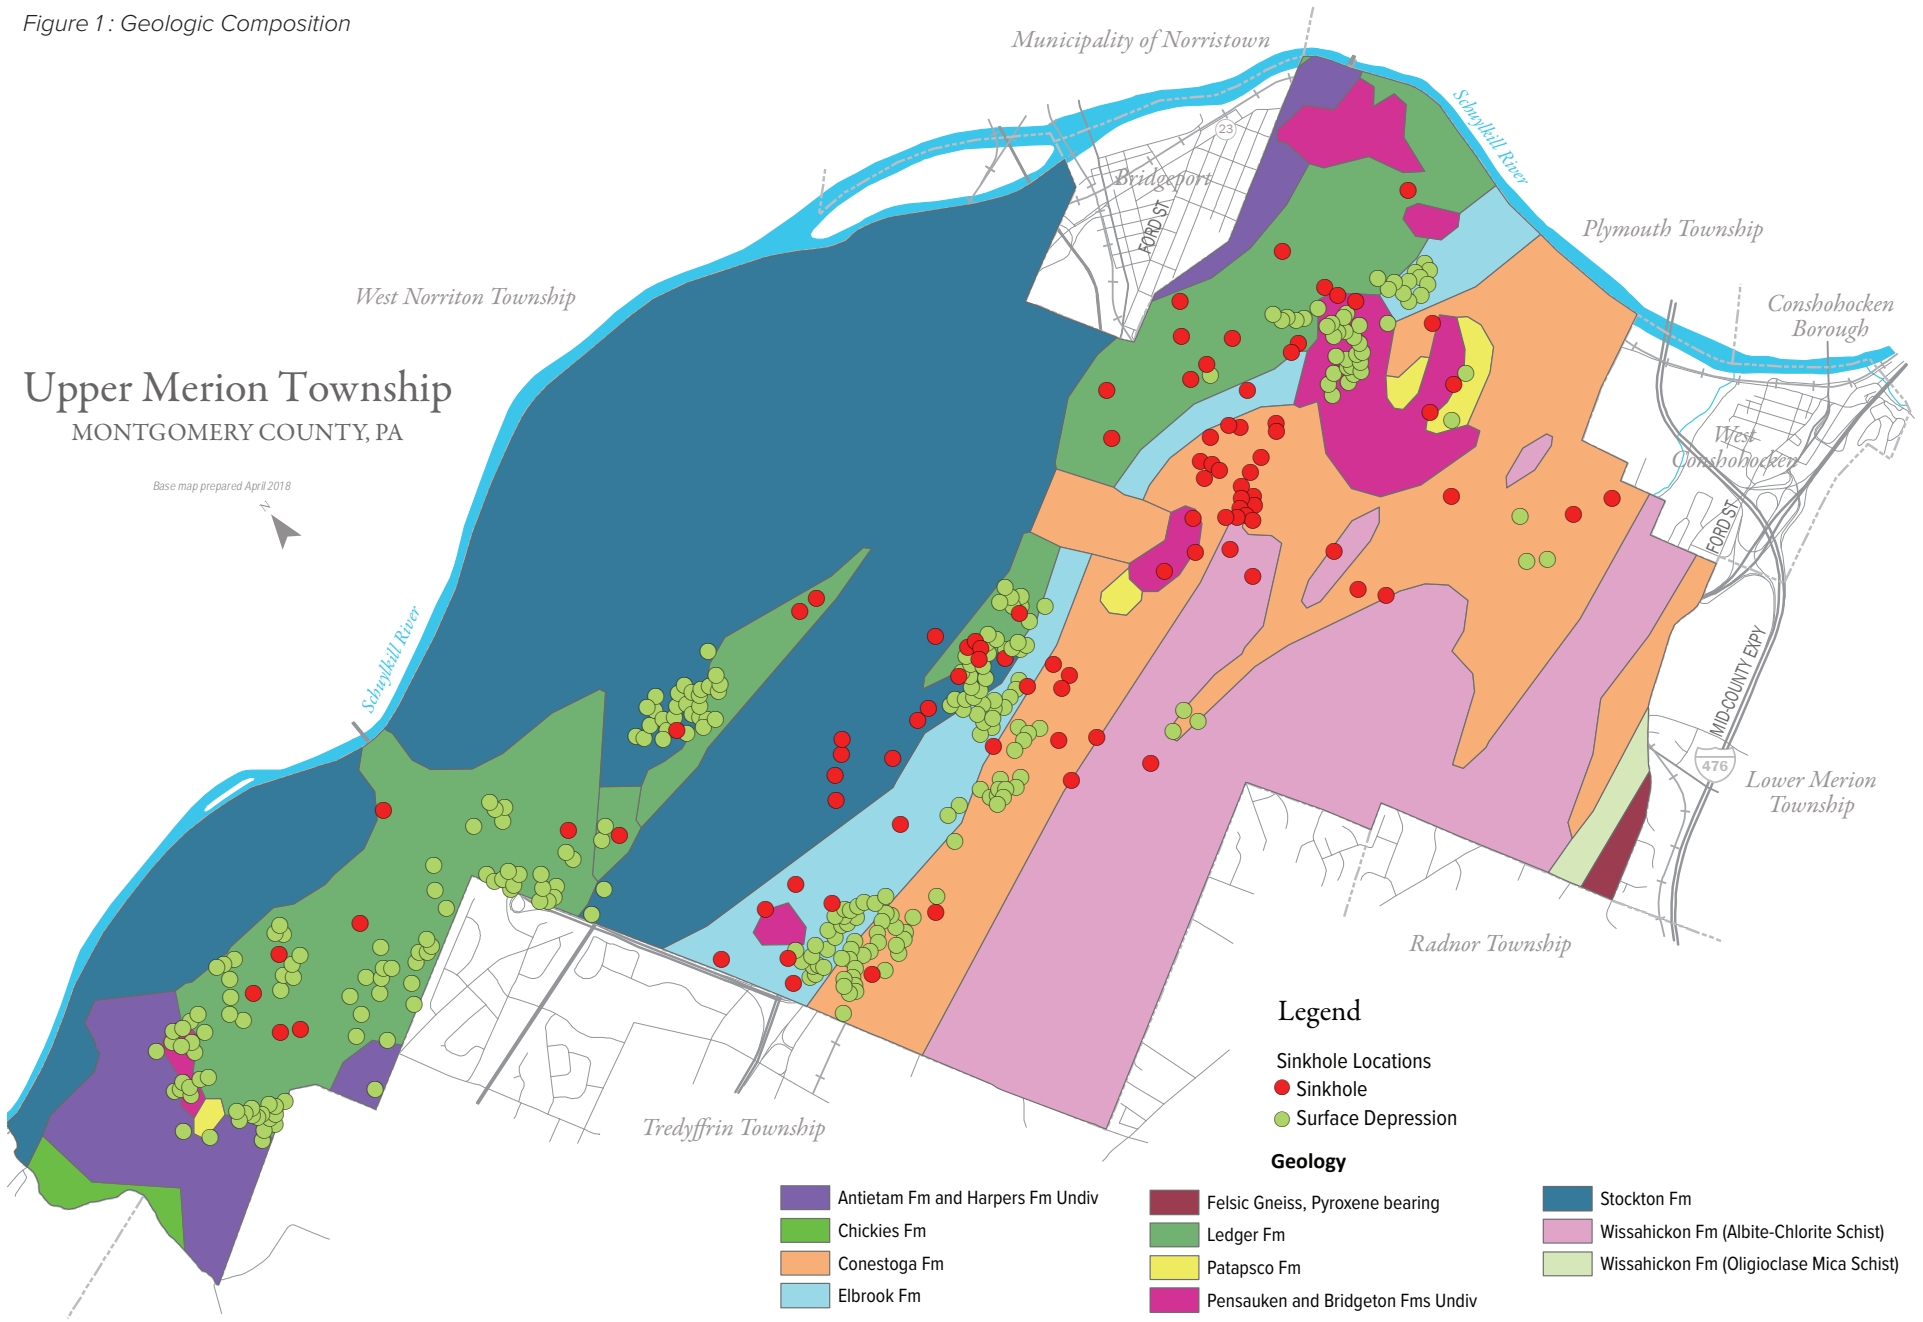 Figure 1 : Geologic Composition
Municipality of Norristown
Schuylkill River
23
Bridgeport
FORD ST
Plymouth Township
West Norriton Township
Conshohocken
Borough
Upper Merion Township
MONTGOMERY COUNTY, PA
Base map prepared April 2018
N
West
Conshohocken
FORD ST
Schuylkill River
MID-COUNTY EXPY
476
Lower Merion
Township
Radnor Township
Tredyffrin Township
Legend
Sinkhole Locations
Sinkhole
Surface Depression
Geology
Antietam Fm and Harpers Fm Undiv
Chickies Fm
Conestoga Fm
Elbrook Fm
Felsic Gneiss, Pyroxene bearing
Ledger Fm
Patapsco Fm
Pensauken and Bridgeton Fms Undiv
Stockton Fm
Wissahickon Fm (Albite-Chlorite Schist)
Wissahickon Fm (Oligioclase Mica Schist)